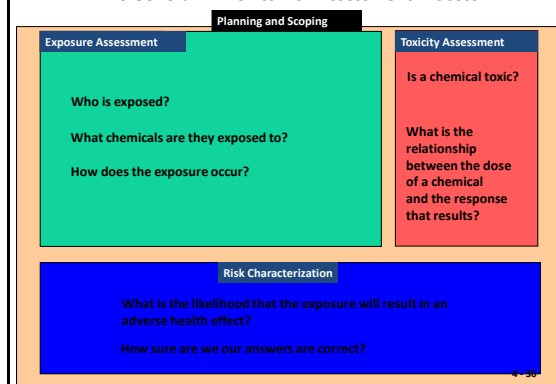 Planning and Scoping
Exposure Assessment
Who is exposed?
What chemicals are they exposed to?
How does the exposure occur?
Toxicity Assessment
Is a chemical toxic?
What is the
relationship
between the dose
of a chemical
and the response
that results?
Risk Characterization
What is the likelihood that the exposure will result in an
adverse health effect?
How sure are we our answers are correct?
4 - 36